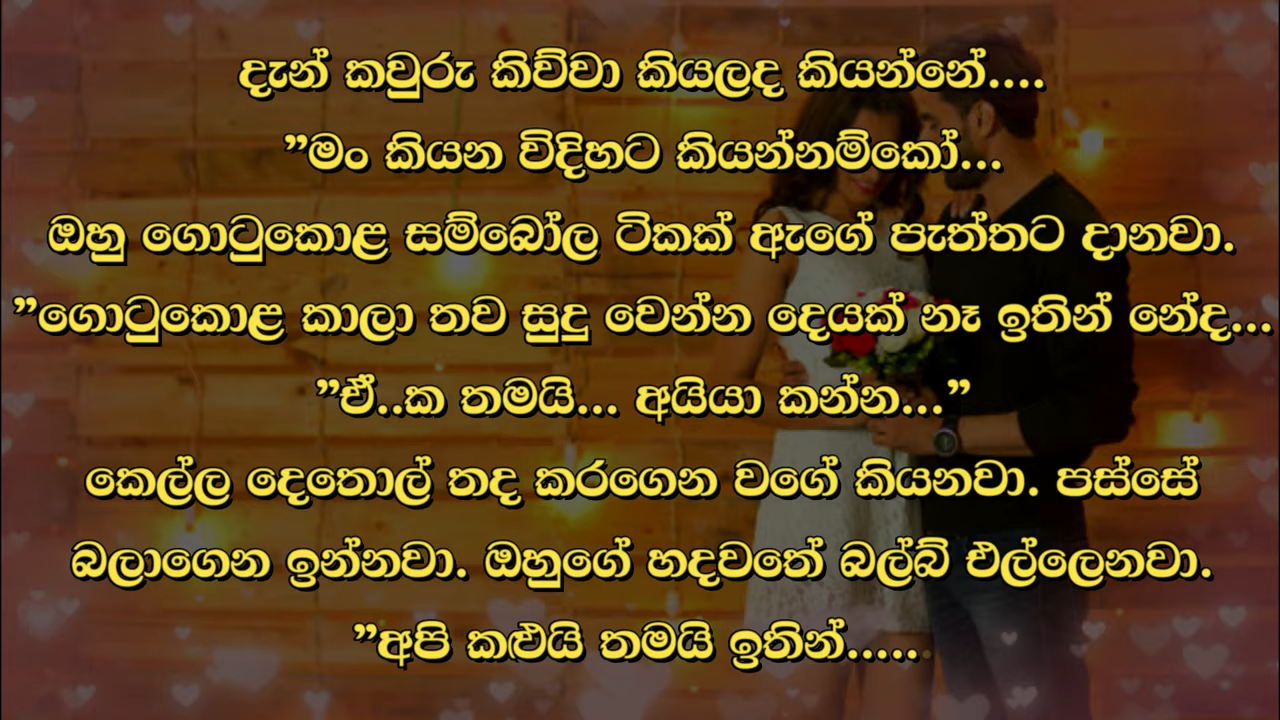 දැන් කවුරු කිව්වා කියලද කියන්නේ....
”මං කියන විදිහට කියන්නම්කෝ...
ඔහු ගොටුකොළ සම්බෝල ටිකක් ඇගේ පැත්තට දානවා.
”ගොටුකොළ කාලා තව සුදු වෙන්න දෙයක් නෑ ඉතින් නේද...
”ඒ..ක තමයි... අයියා කන්න...”
කෙල්ල දෙතොල් තද කරගෙන වගේ කියනවා. පස්සේ
බලාගෙන ඉන්නවා. ඔහුගේ හදවතේ බල්බ් එල්ලෙනවා.
”අපි කළුයි තමයි ඉතින්.....